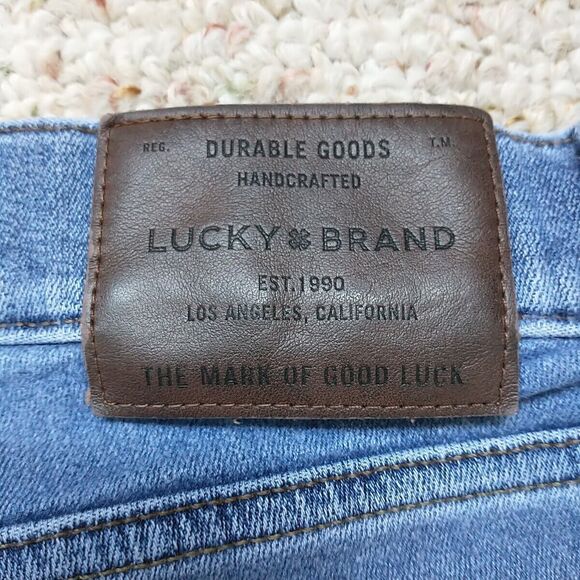 REG. DURABLE GOODS T.M.
HANDCRAFTED
LUCKY BRAND
EST.1990
LOS ANGELES, CALIFORNIA
THE MARK OF GOOD LUCK